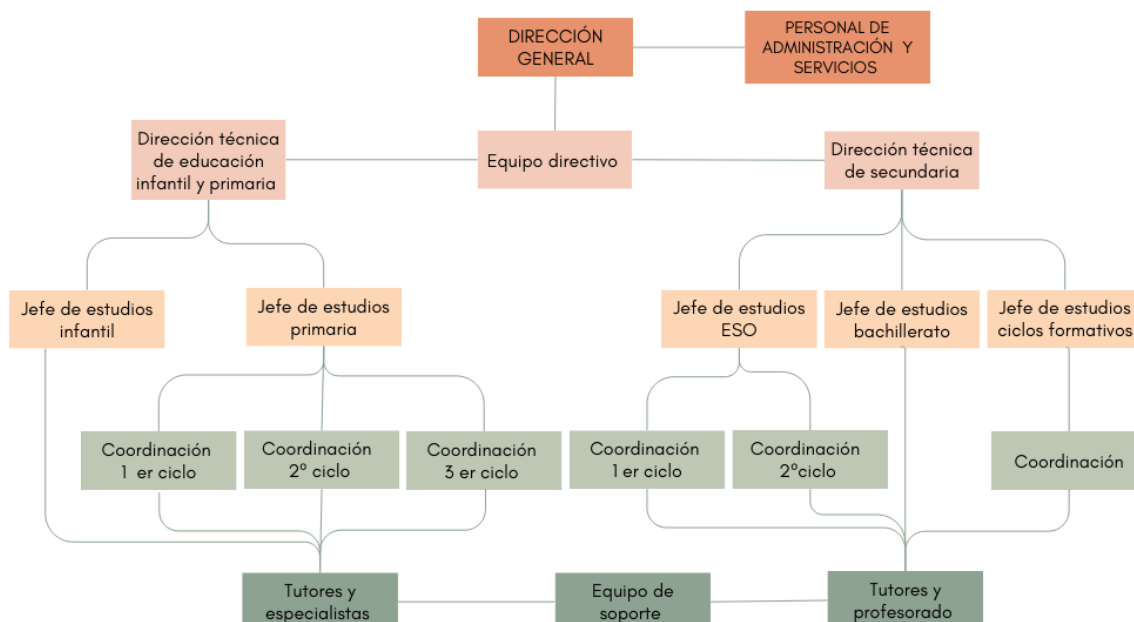 DIRECCIÓN
GENERAL
PERSONAL DE
ADMINISTRACIÓN Y
SERVICIOS
Dirección técnica
de educación
infantil y primaria
Equipo directivo
Dirección técnica
de secundaria
Jefe de estudios
infantil
Jefe de estudios
primaria
Jefe de estudios
ESO
Jefe de estudios
bachillerato
Jefe de estudios
ciclos formativos
Coordinación
1 er ciclo
Coordinación
2º ciclo
Coordinación
3 er ciclo
Coordinación
1 er ciclo
Coordinación
2ºciclo
Coordinación
Tutores y
especialistas
Equipo de
soporte
Tutores y
profesorado